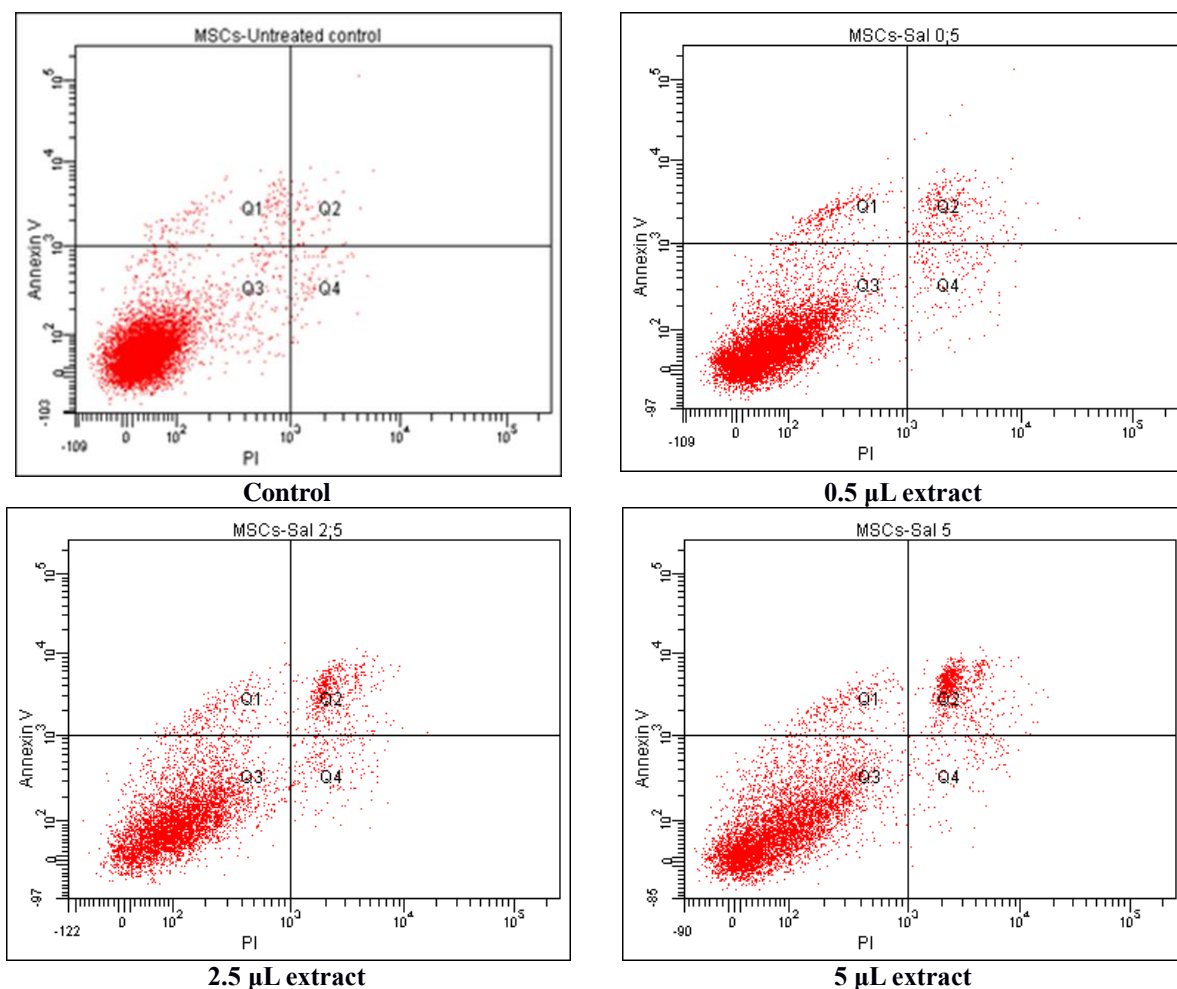 MSCs-Untreated control
Annexin V
10^5
10^4
10^3
10^2
0
-103
Q1
Q2
Q3
Q4
-109
0
10^2
10^3
10^4
10^5
PI
Control
MSCs-Sal 0;5
Annexin V
10^5
10^4
10^3
10^2
0
-97
Q1
Q2
Q3
Q4
-109
0
10^2
10^3
10^4
10^5
PI
0.5 µL extract
MSCs-Sal 2;5
Annexin V
10^5
10^4
10^3
10^2
0
-97
Q1
Q2
Q3
Q4
-122
0
10^2
10^3
10^4
10^5
PI
2.5 µL extract
MSCs-Sal 5
Annexin V
10^5
10^4
10^3
10^2
0
-85
Q1
Q2
Q3
Q4
-90
0
10^2
10^3
10^4
10^5
PI
5 µL extract